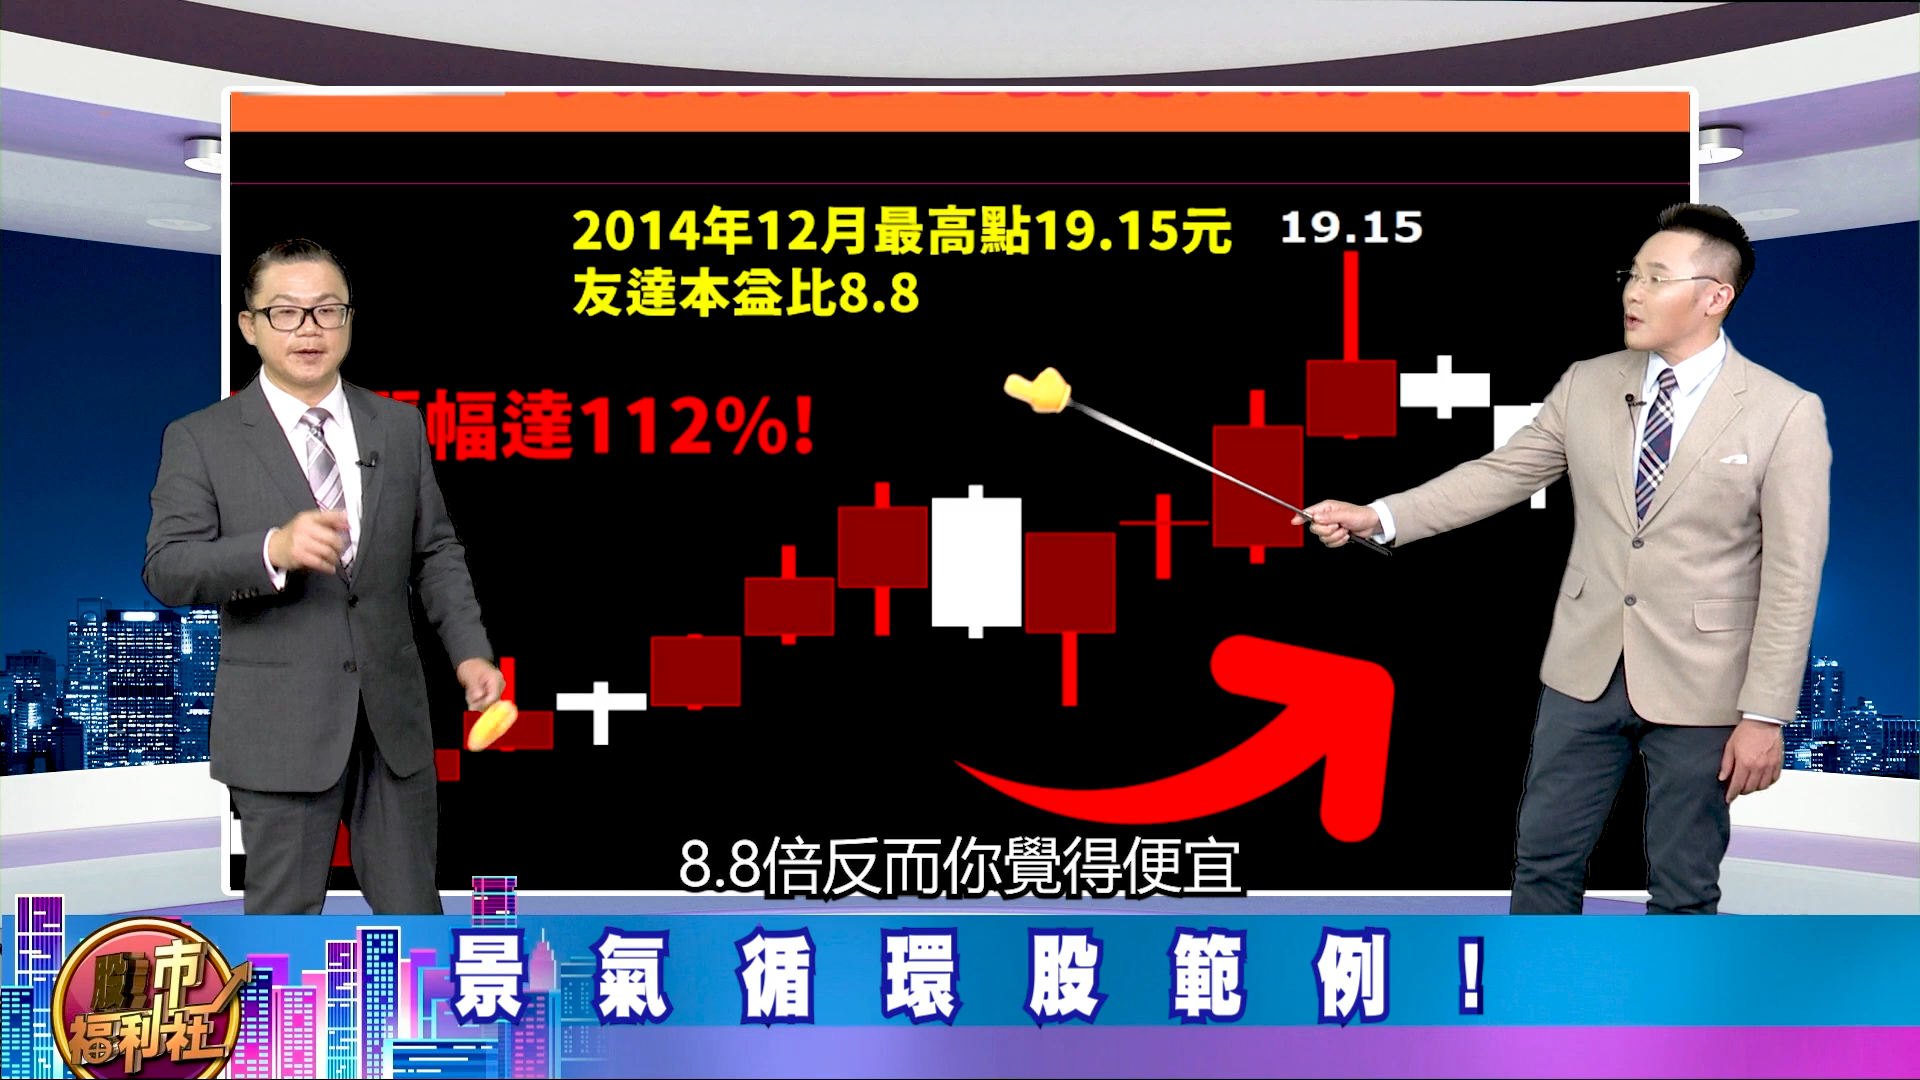 2014年12月最高點19.15元
19.15
友達本益比8.8
幅達112%!
8.8倍反而你覺得便宜
景氣循環股範例!
股市
福利社